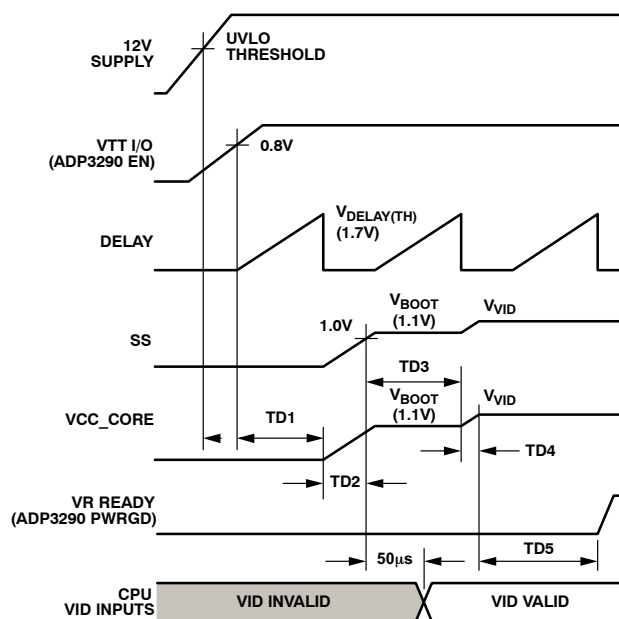 12V
SUPPLY
UVLO
THRESHOLD
VTT I/O
(ADP3290 EN)
0.8V
DELAY
VDELAY(TH)
(1.7V)
SS
1.0V
VBOOT
(1.1V)
VVID
TD3
VCC_CORE
TD1
VBOOT
(1.1V)
VVID
TD4
TD2
VR READY
(ADP3290 PWRGD)
TD5
50µs
CPU
VID INPUTS
VID INVALID
VID VALID